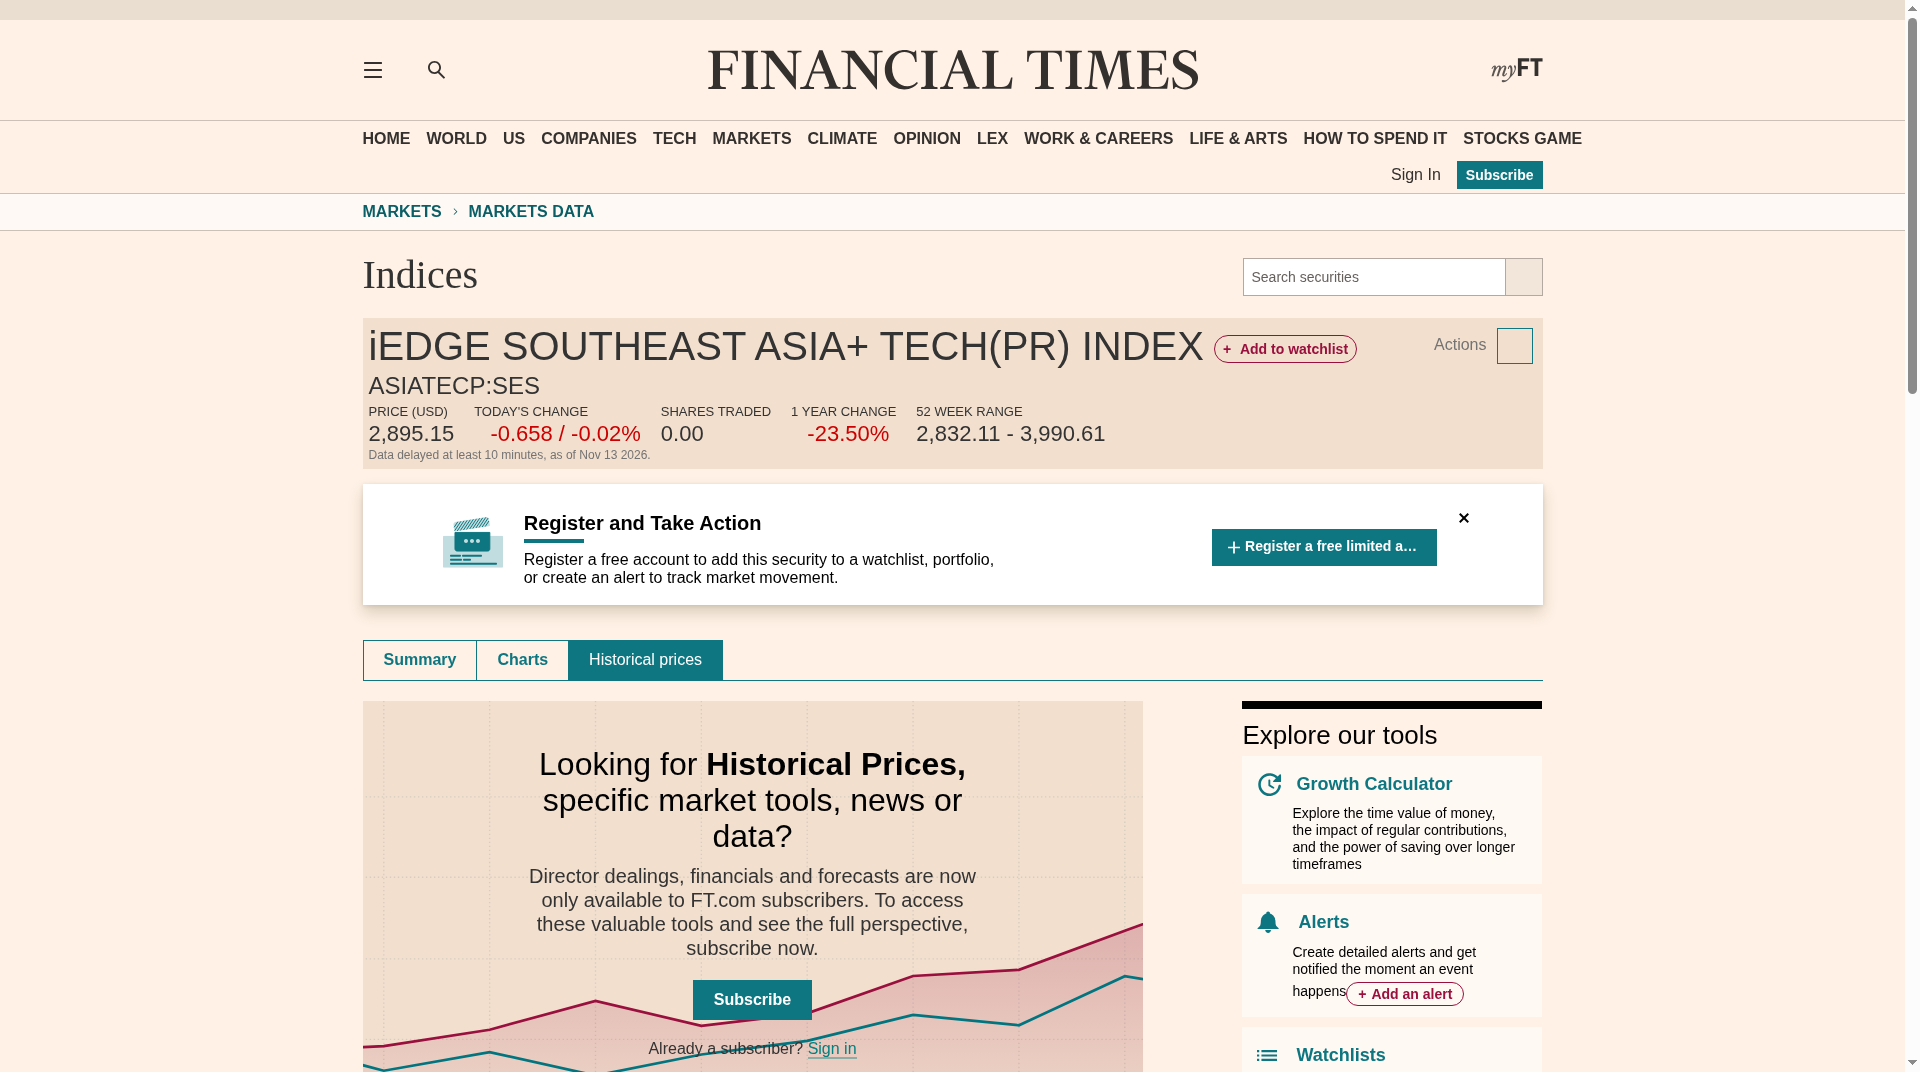 FINANCIAL TIMES
myFT
HOME WORLD US COMPANIES TECH MARKETS CLIMATE OPINION LEX WORK & CAREERS LIFE & ARTS HOW TO SPEND IT STOCKS GAME
Sign In Subscribe
MARKETS › MARKETS DATA
Indices
Search securities
iEDGE SOUTHEAST ASIA+ TECH(PR) INDEX + Add to watchlist Actions
ASIATECP:SES
PRICE (USD) TODAY'S CHANGE SHARES TRADED 1 YEAR CHANGE 52 WEEK RANGE
2,895.15 -0.658 / -0.02% 0.00 -23.50% 2,832.11 - 3,990.61
Data delayed at least 10 minutes, as of Nov 13 2026.
Register and Take Action
Register a free account to add this security to a watchlist, portfolio,
or create an alert to track market movement.
Register a free limited a…
Summary Charts Historical prices
Looking for Historical Prices,
specific market tools, news or
data?
Director dealings, financials and forecasts are now
only available to FT.com subscribers. To access
these valuable tools and see the full perspective,
subscribe now.
Subscribe
Already a subscriber? Sign in
Explore our tools
Growth Calculator
Explore the time value of money,
the impact of regular contributions,
and the power of saving over longer
timeframes
Alerts
Create detailed alerts and get
notified the moment an event
happens + Add an alert
Watchlists